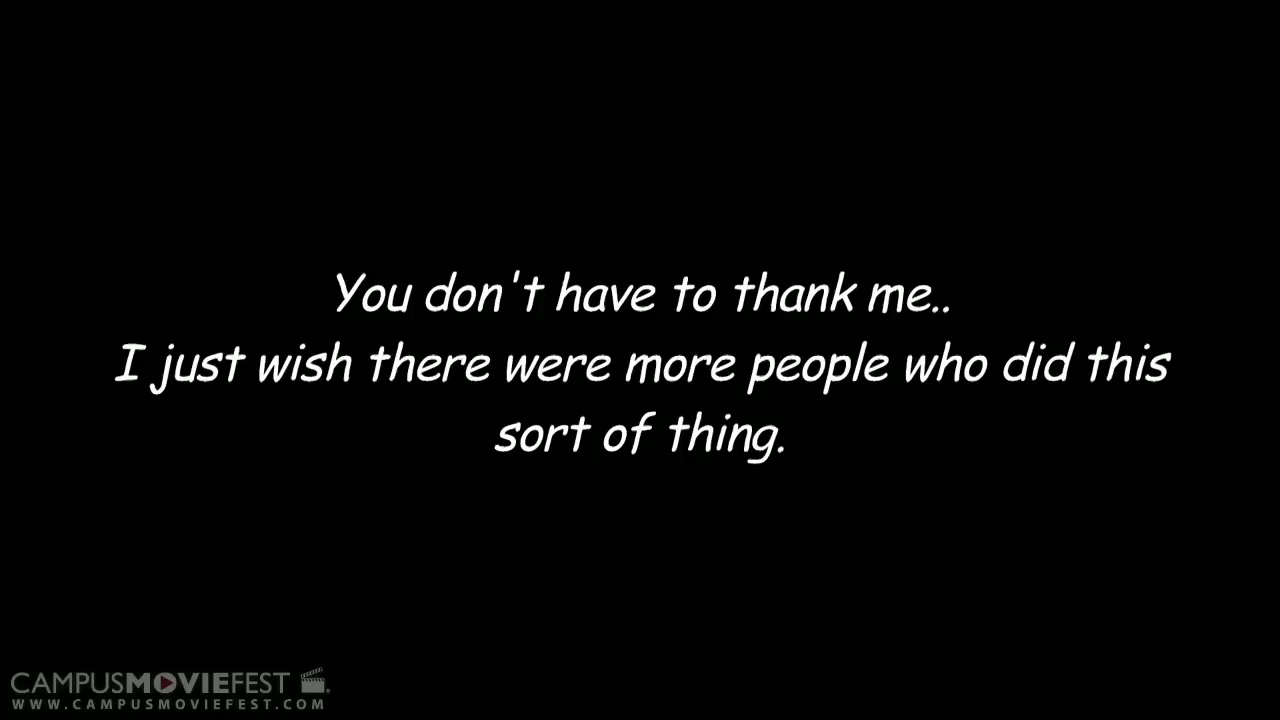 You don't have to thank me..
I just wish there were more people who did this
sort of thing.
CAMPUSMOVIEFEST
WWW.CAMPUSMOVIEFEST.COM